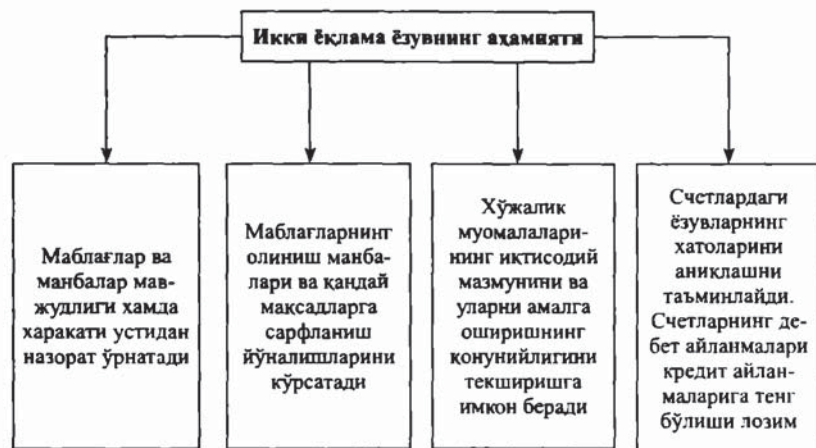 Икки ёқлама ёзувнинг аҳамияти
Маблағлар ва
манбалар мав-
жудлиги хамда
харакати устидан
назорат ўрнатади
Маблағларнинг
олиниш манба-
лари ва қандай
мақсадларга
сарфланиш
йўналишларини
кўрсатади
Хўжалик
муомалалари-
нинг иқтисодий
мазмунини ва
уларни амалга
оширишнинг
қонунийлигини
текширишга
имкон беради
Счетлардаги
ёзувларнинг
хатоларини
аниқлашни
таъминлайди.
Счетларнинг де-
бет айланмалари
кредит айлан-
маларига тенг
бўлиши лозим